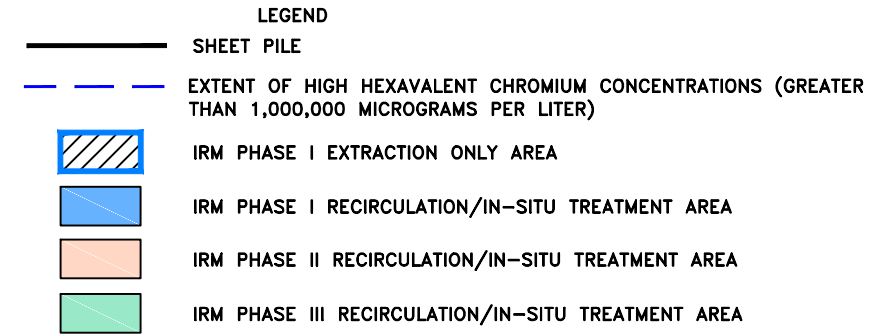 LEGEND
SHEET PILE
EXTENT OF HIGH HEXAVALENT CHROMIUM CONCENTRATIONS (GREATER
THAN 1,000,000 MICROGRAMS PER LITER)
IRM PHASE I EXTRACTION ONLY AREA
IRM PHASE I RECIRCULATION/IN-SITU TREATMENT AREA
IRM PHASE II RECIRCULATION/IN-SITU TREATMENT AREA
IRM PHASE III RECIRCULATION/IN-SITU TREATMENT AREA